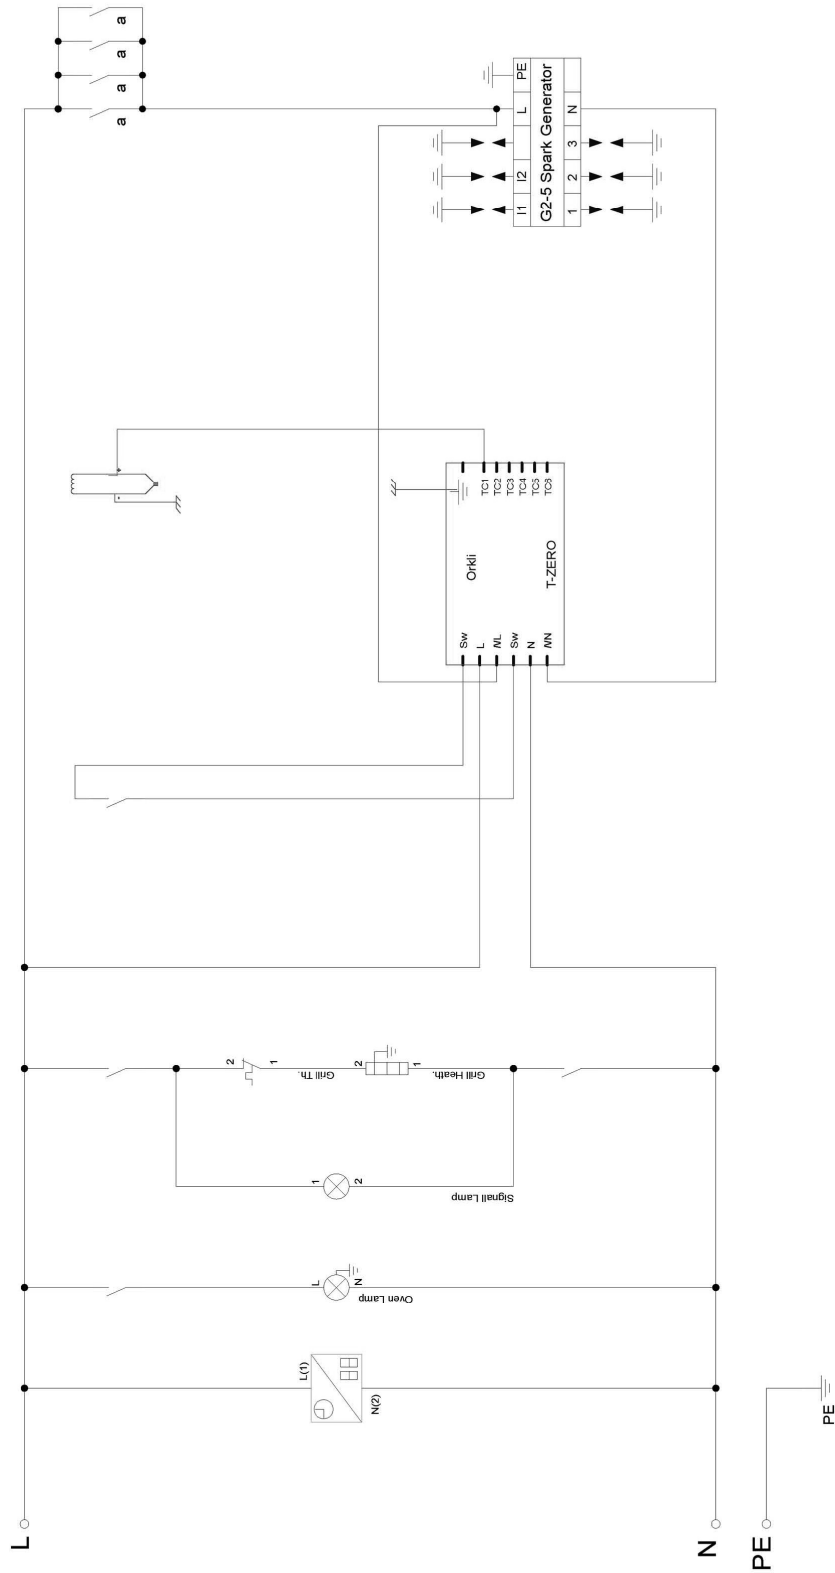 a
a
a
a
PE
L
I2
I1
G2-5 Spark Generator
N
3
2
1
TC1
TC2
TC3
TC4
TC5
TC6
Orkli
T-ZERO
Sw
L
NL
Sw
N
NN
+
-
2
1
Grill Th.
2
1
Grill Heath.
1
2
Signall Lamp
L
N
Oven Lamp
L(1)
N(2)
L
N
PE
PE